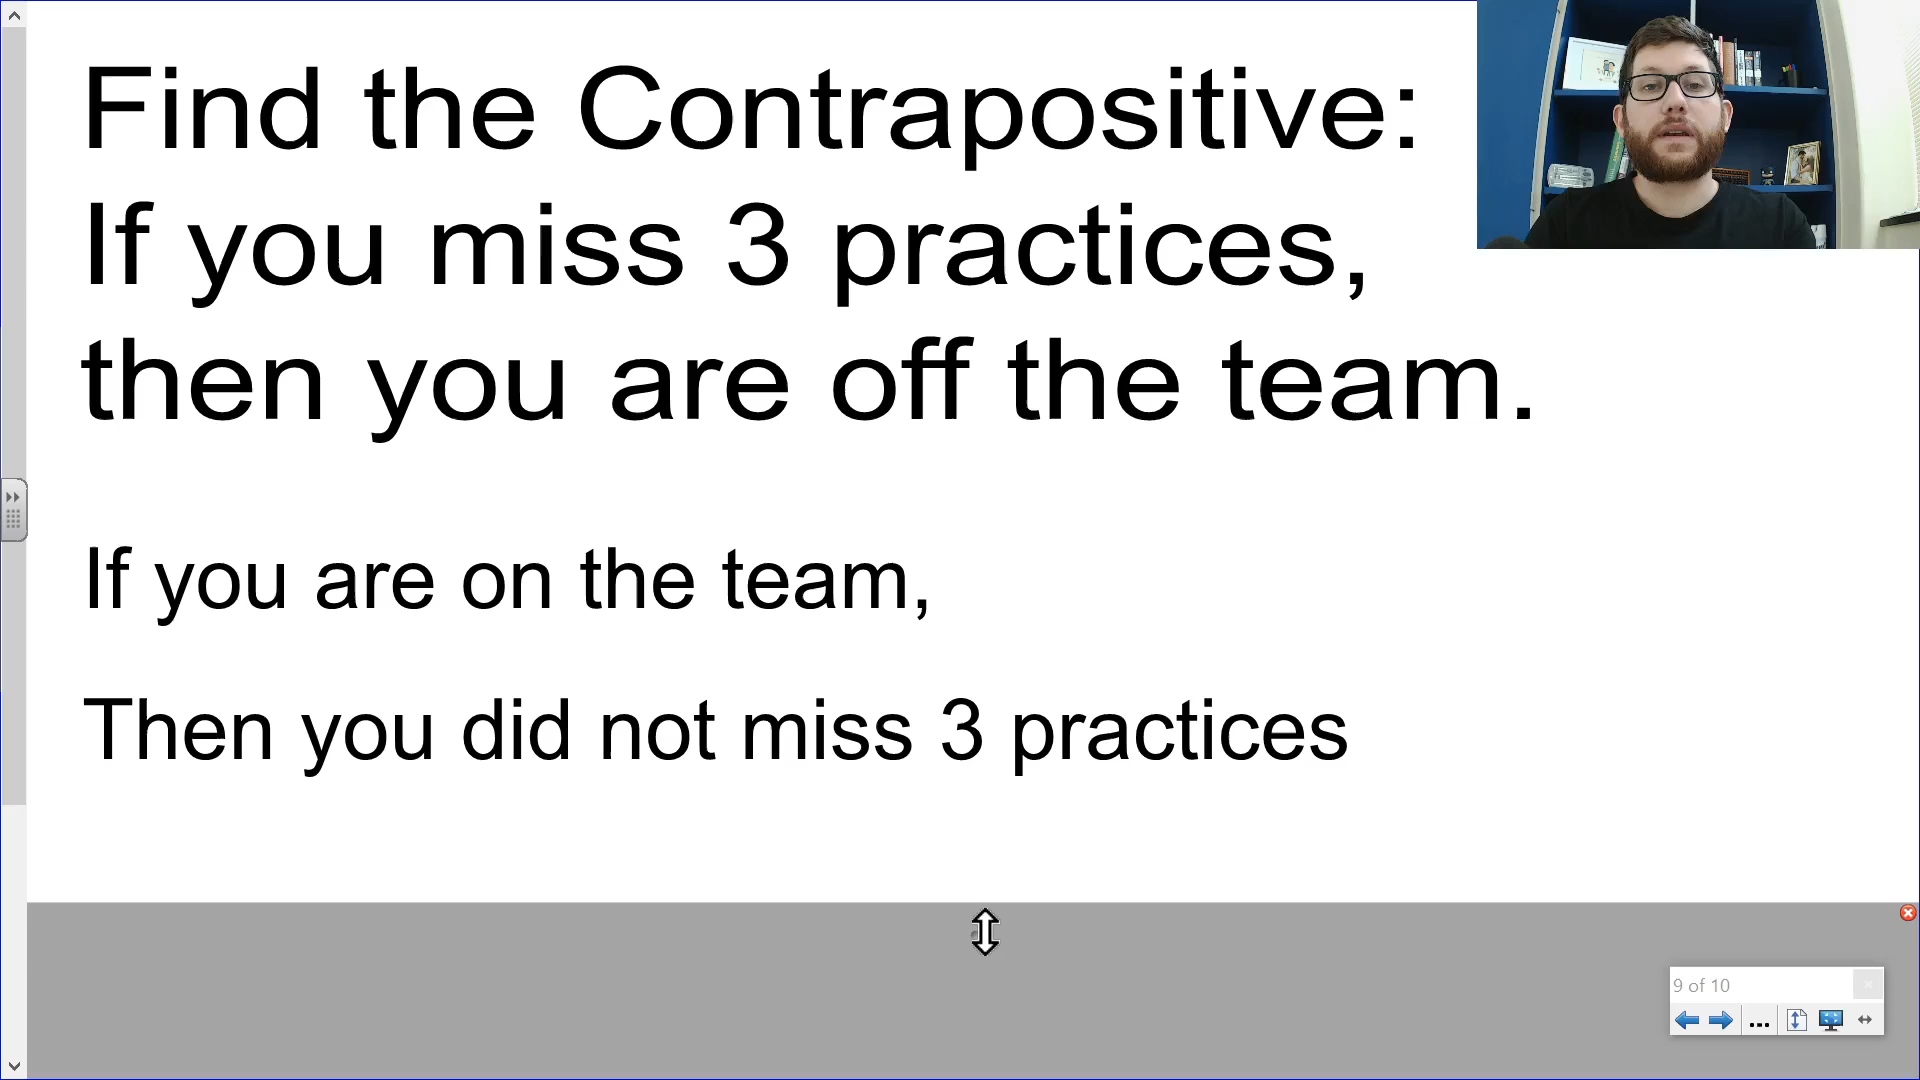 Find the Contrapositive:
If you miss 3 practices,
then you are off the team.
If you are on the team,
Then you did not miss 3 practices
9 of 10
...